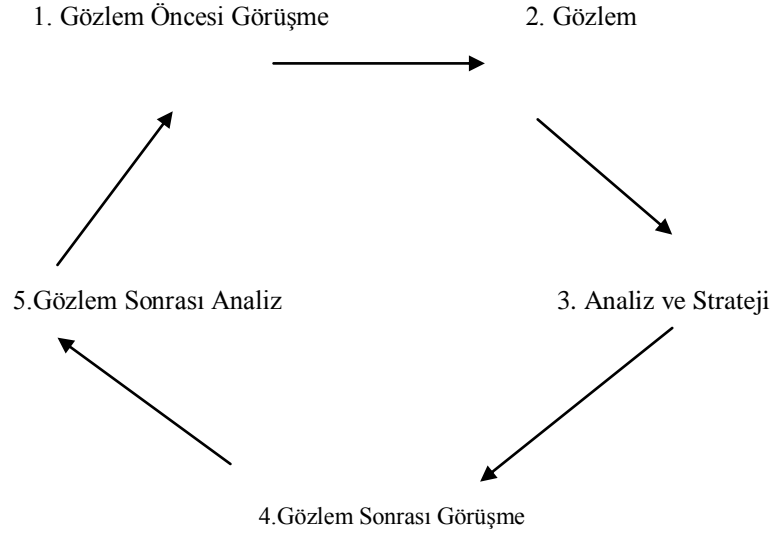 1. Gözlem Öncesi Görüşme
2. Gözlem
3. Analiz ve Strateji
4.Gözlem Sonrası Görüşme
5.Gözlem Sonrası Analiz